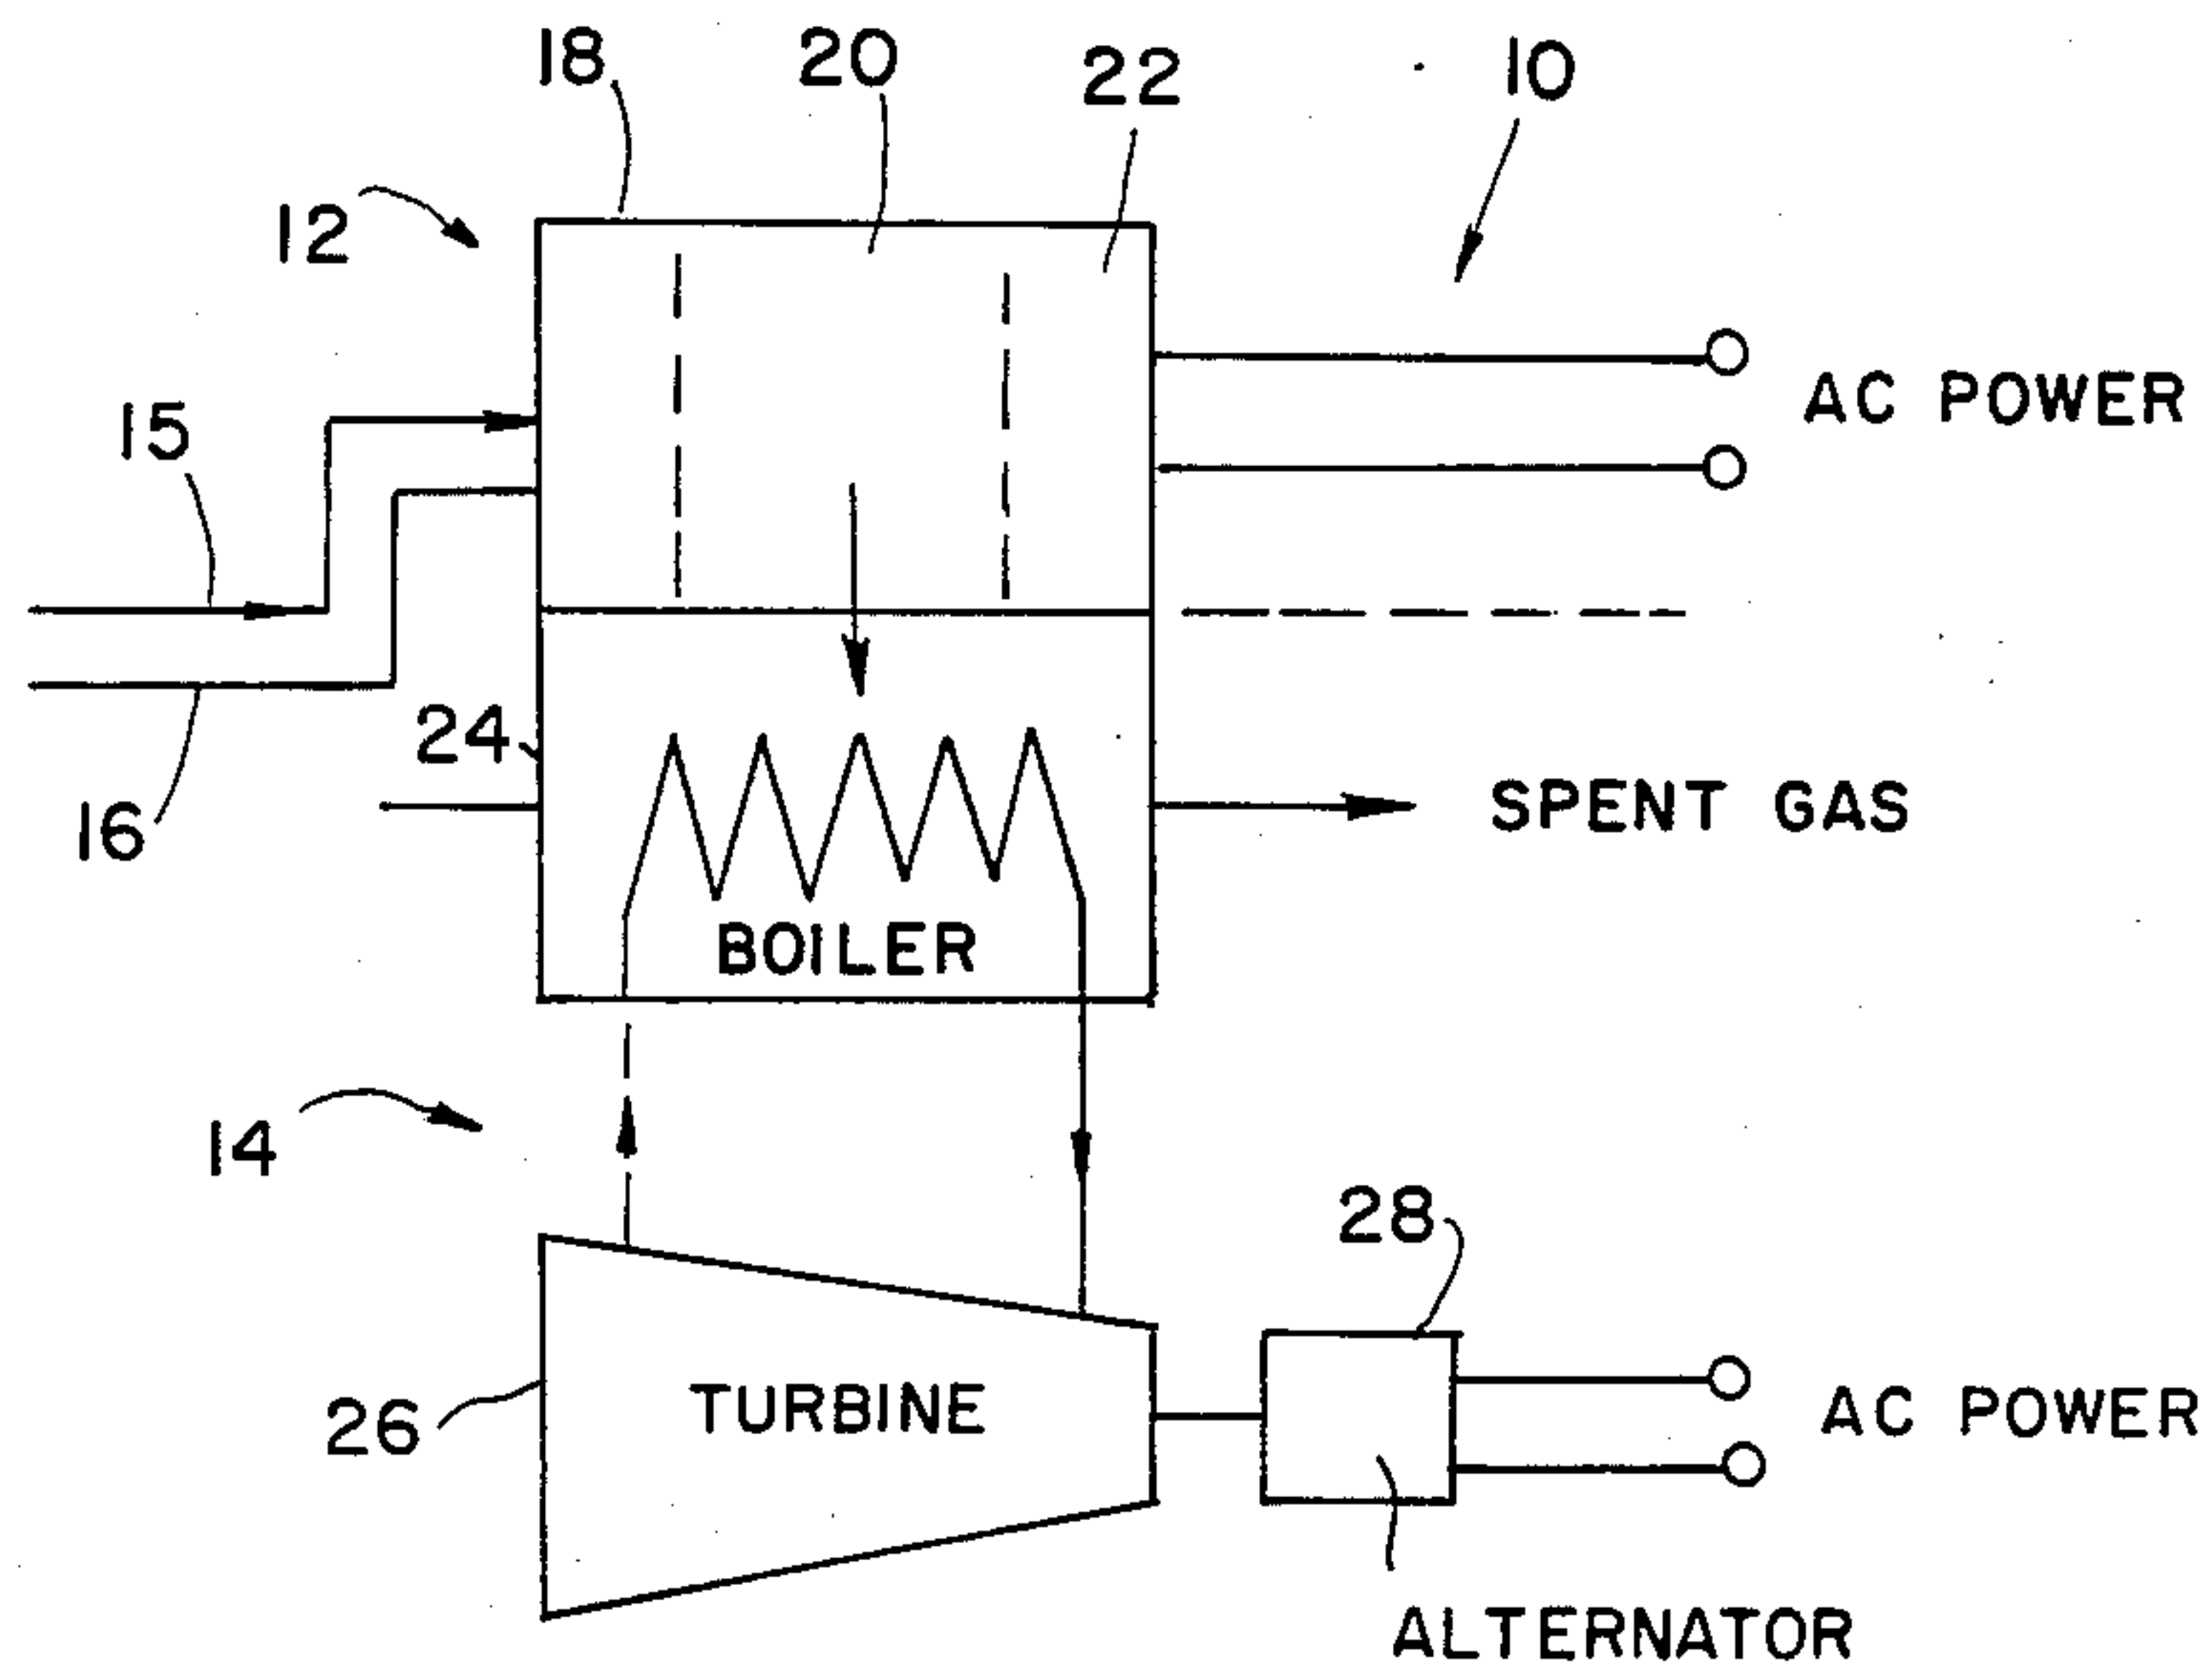 18
20
22
10
12
15
AC POWER
24
16
SPENT GAS
BOILER
14
28
26
TURBINE
AC POWER
ALTERNATOR